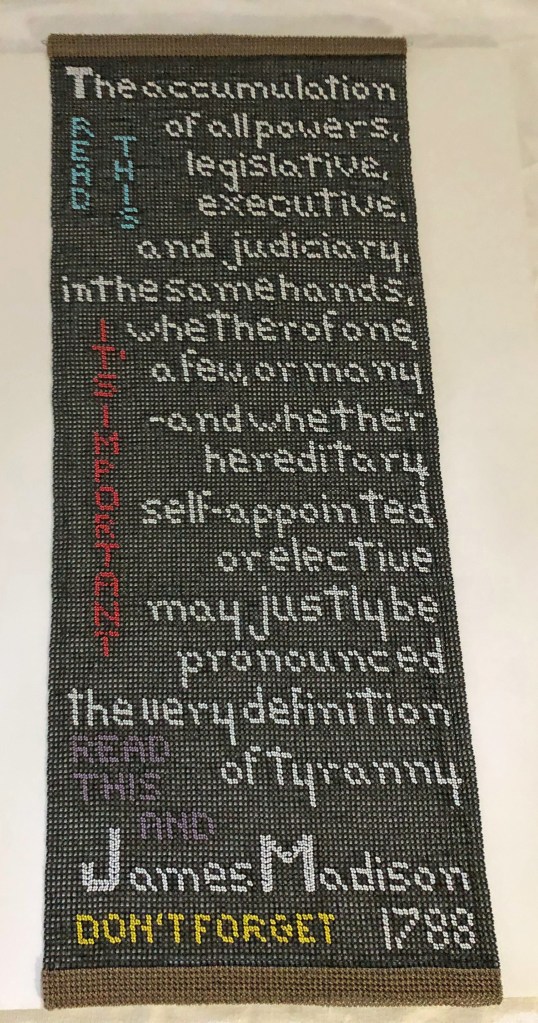 The accumulation
of all powers,
legislative,
executive,
and judiciary,
in the same hands,
whether of one,
a few, or many
-and whether
hereditary
self-appointed
or elective
may justly be
pronounced
the very definition
of tyranny
James Madison
1788
READ
THIS
IT'S IMPORTANT
READ
THIS
AND
DON'T FORGET